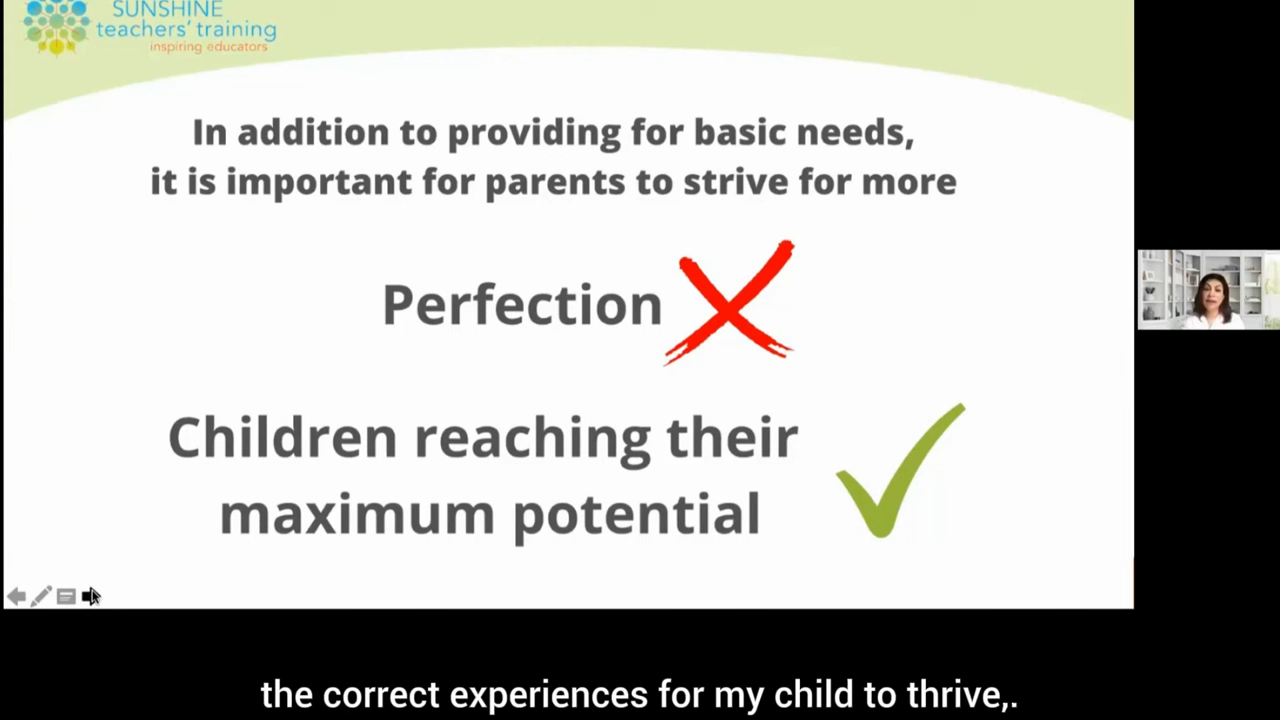 SUNSHINE
teachers' training
inspiring educators
In addition to providing for basic needs,
it is important for parents to strive for more
Perfection
Children reaching their
maximum potential
the correct experiences for my child to thrive,.